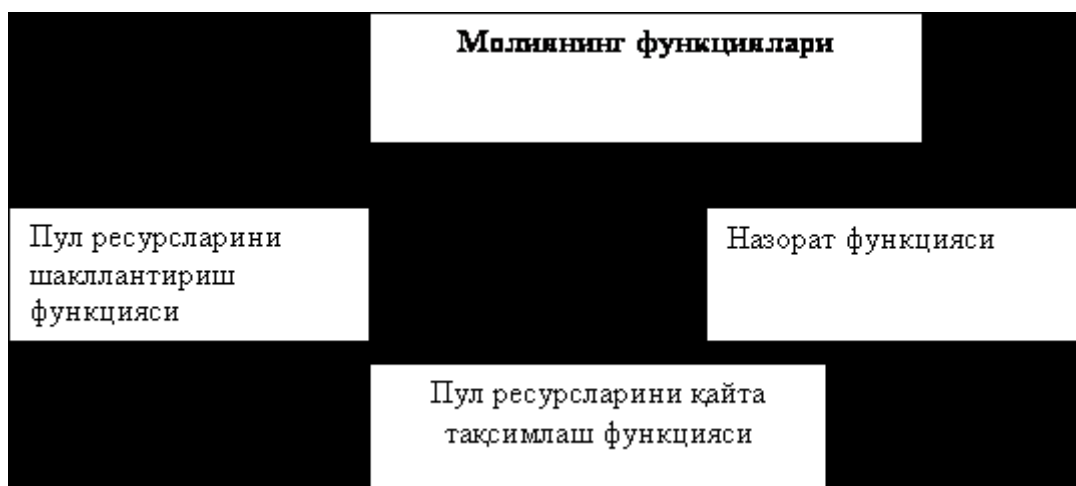 Молиянинг функциялари
Пул ресурсларини
шакллантириш
функцияси
Назорат функцияси
Пул ресурсларини қайта
тақсимлаш функцияси